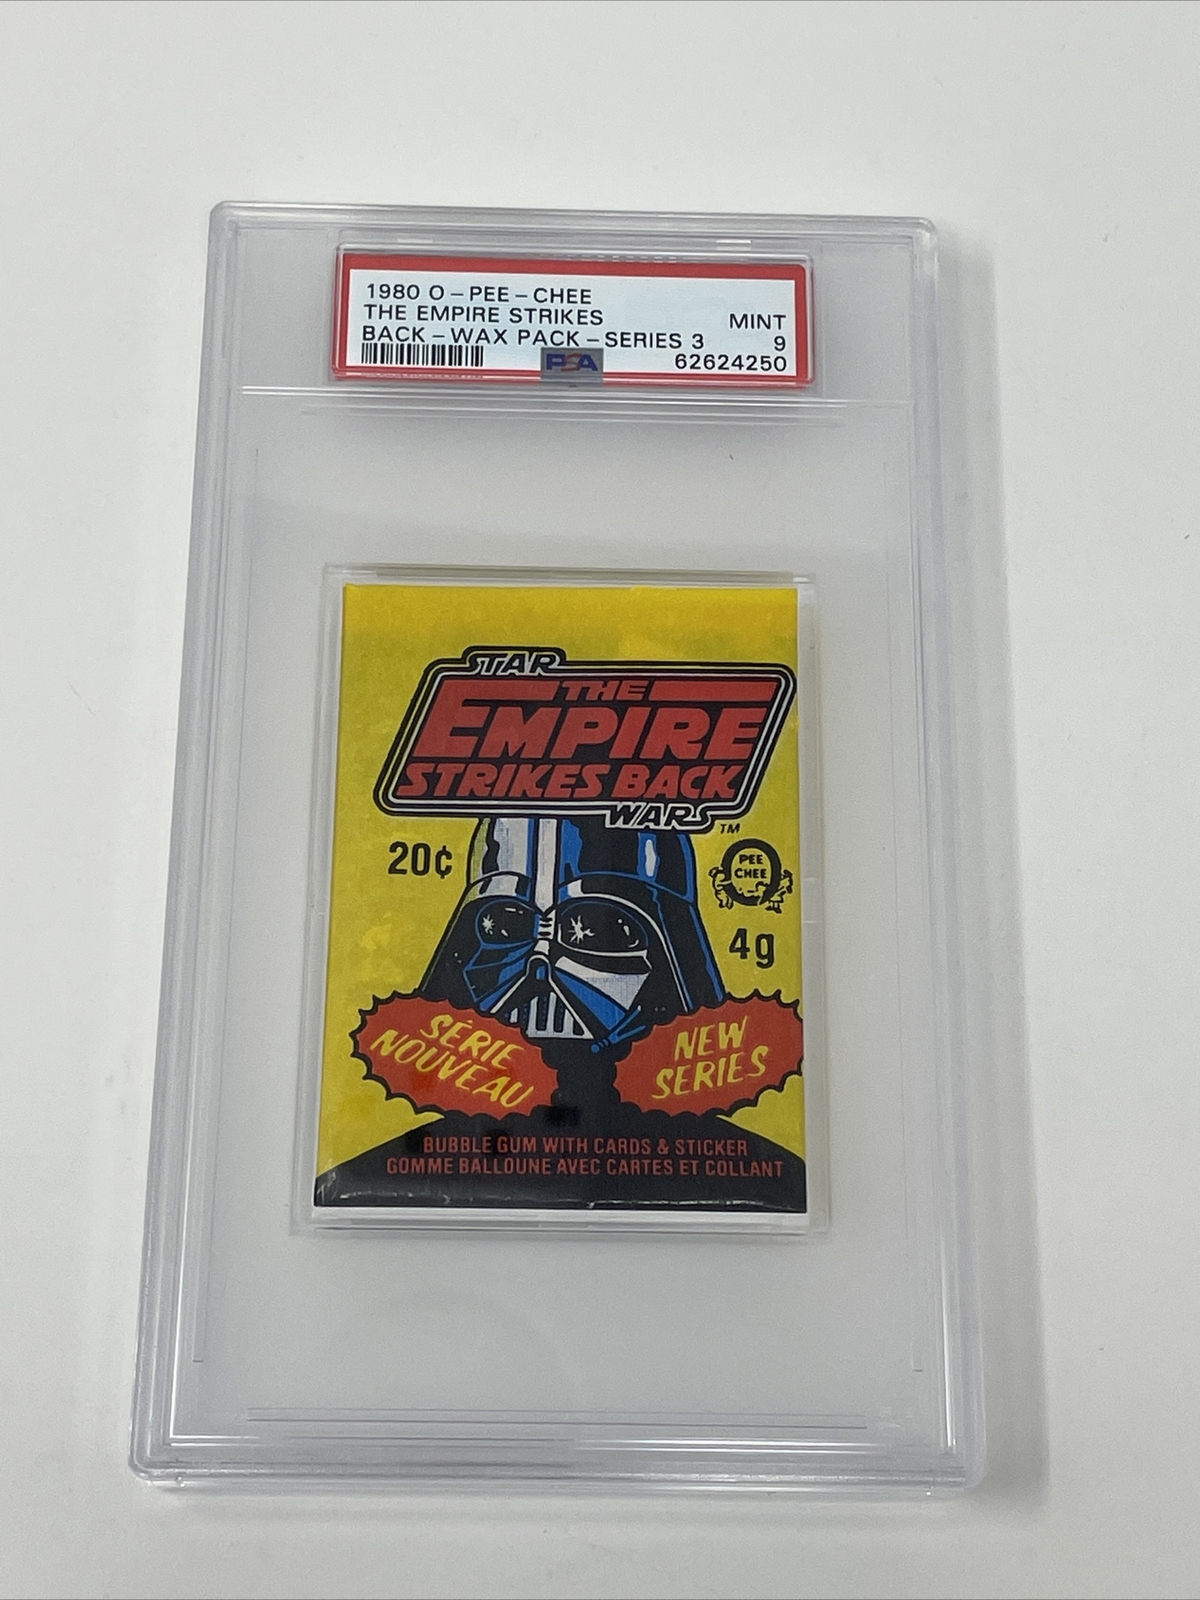 1980 O-PEE-CHEE
THE EMPIRE STRIKES MINT
BACK-WAX PACK-SERIES 3 9
PSA 62624250
STAR
THE
EMPIRE
STRIKES BACK
WARS
TM
20¢
PEE
CHEE
4g
SÉRIE
NOUVEAU
NEW
SERIES
BUBBLE GUM WITH CARDS & STICKER
GOMME BALLOUNE AVEC CARTES ET COLLANT